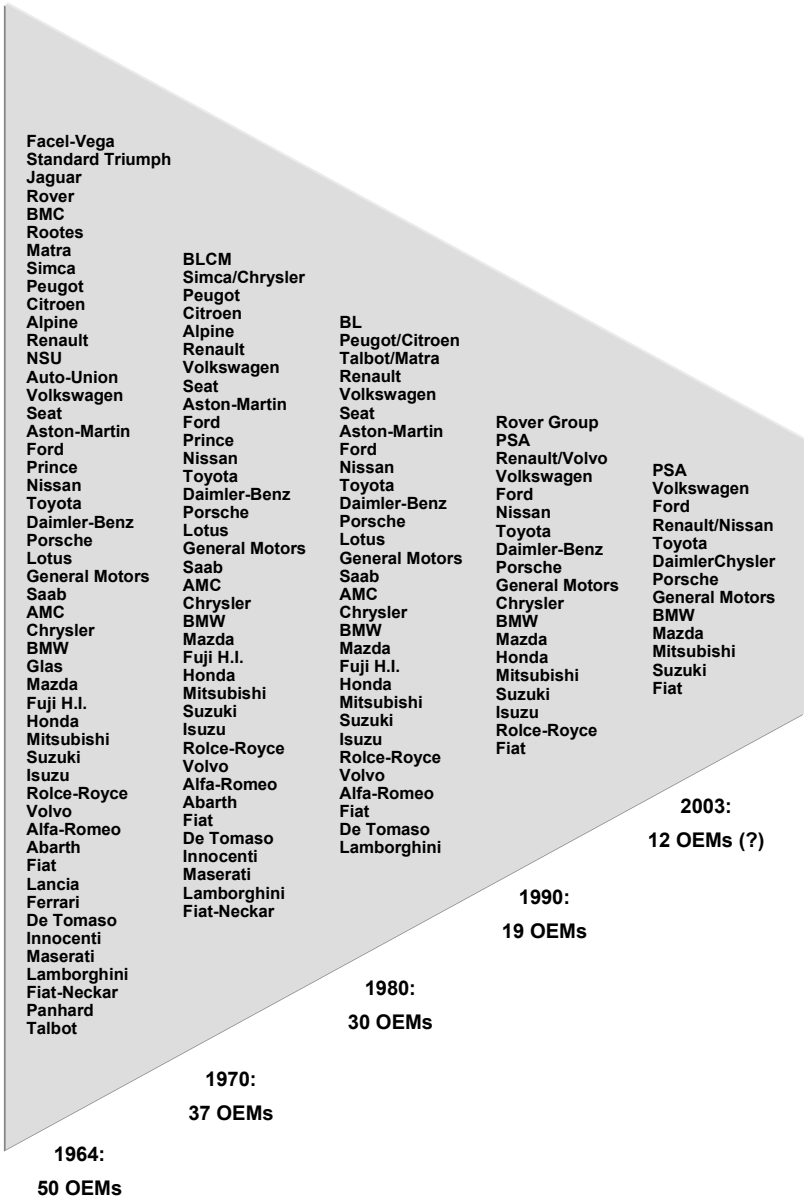 Facel-Vega
Standard Triumph
Jaguar
Rover
BMC
Rootes
Matra
Simca
Peugot
Citroen
Alpine
Renault
NSU
Auto-Union
Volkswagen
Seat
Aston-Martin
Ford
Prince
Nissan
Toyota
Daimler-Benz
Porsche
Lotus
General Motors
Saab
AMC
Chrysler
BMW
Glas
Mazda
Fuji H.I.
Honda
Mitsubishi
Suzuki
Isuzu
Rolce-Royce
Volvo
Alfa-Romeo
Abarth
Fiat
Lancia
Ferrari
De Tomaso
Innocenti
Maserati
Lamborghini
Fiat-Neckar
Panhard
Talbot
1964:
50 OEMs
BLCM
Simca/Chrysler
Peugot
Citroen
Alpine
Renault
Volkswagen
Seat
Aston-Martin
Ford
Prince
Nissan
Toyota
Daimler-Benz
Porsche
Lotus
General Motors
Saab
AMC
Chrysler
BMW
Mazda
Fuji H.I.
Honda
Mitsubishi
Suzuki
Isuzu
Rolce-Royce
Volvo
Alfa-Romeo
Abarth
Fiat
De Tomaso
Innocenti
Maserati
Lamborghini
Fiat-Neckar
1970:
37 OEMs
BL
Peugot/Citroen
Talbot/Matra
Renault
Volkswagen
Seat
Aston-Martin
Ford
Nissan
Toyota
Daimler-Benz
Porsche
Lotus
General Motors
Saab
AMC
Chrysler
BMW
Mazda
Fuji H.I.
Honda
Mitsubishi
Suzuki
Isuzu
Rolce-Royce
Volvo
Alfa-Romeo
Fiat
De Tomaso
Lamborghini
1980:
30 OEMs
Rover Group
PSA
Renault/Volvo
Volkswagen
Ford
Nissan
Toyota
Daimler-Benz
Porsche
General Motors
Chrysler
BMW
Mazda
Honda
Mitsubishi
Suzuki
Isuzu
Rolce-Royce
Fiat
1990:
19 OEMs
PSA
Volkswagen
Ford
Renault/Nissan
Toyota
DaimlerChysler
Porsche
General Motors
BMW
Mazda
Mitsubishi
Suzuki
Fiat
2003:
12 OEMs (?)